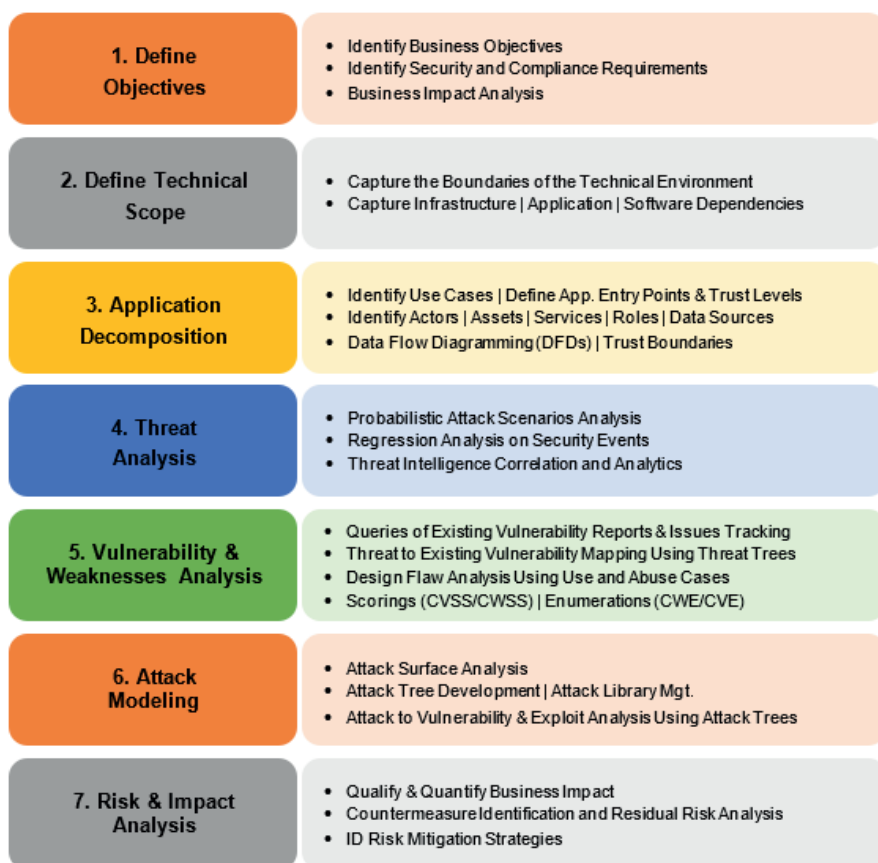 1. Define
Objectives
• Identify Business Objectives
• Identify Security and Compliance Requirements
• Business Impact Analysis
2. Define Technical
Scope
• Capture the Boundaries of the Technical Environment
• Capture Infrastructure | Application | Software Dependencies
3. Application
Decomposition
• Identify Use Cases | Define App. Entry Points & Trust Levels
• Identify Actors | Assets | Services | Roles | Data Sources
• Data Flow Diagramming (DFDs) | Trust Boundaries
4. Threat
Analysis
• Probabilistic Attack Scenarios Analysis
• Regression Analysis on Security Events
• Threat Intelligence Correlation and Analytics
5. Vulnerability &
Weaknesses Analysis
• Queries of Existing Vulnerability Reports & Issues Tracking
• Threat to Existing Vulnerability Mapping Using Threat Trees
• Design Flaw Analysis Using Use and Abuse Cases
• Scorings (CVSS/CWSS) | Enumerations (CWE/CVE)
6. Attack
Modeling
• Attack Surface Analysis
• Attack Tree Development | Attack Library Mgt.
• Attack to Vulnerability & Exploit Analysis Using Attack Trees
7. Risk & Impact
Analysis
• Qualify & Quantify Business Impact
• Countermeasure Identification and Residual Risk Analysis
• ID Risk Mitigation Strategies